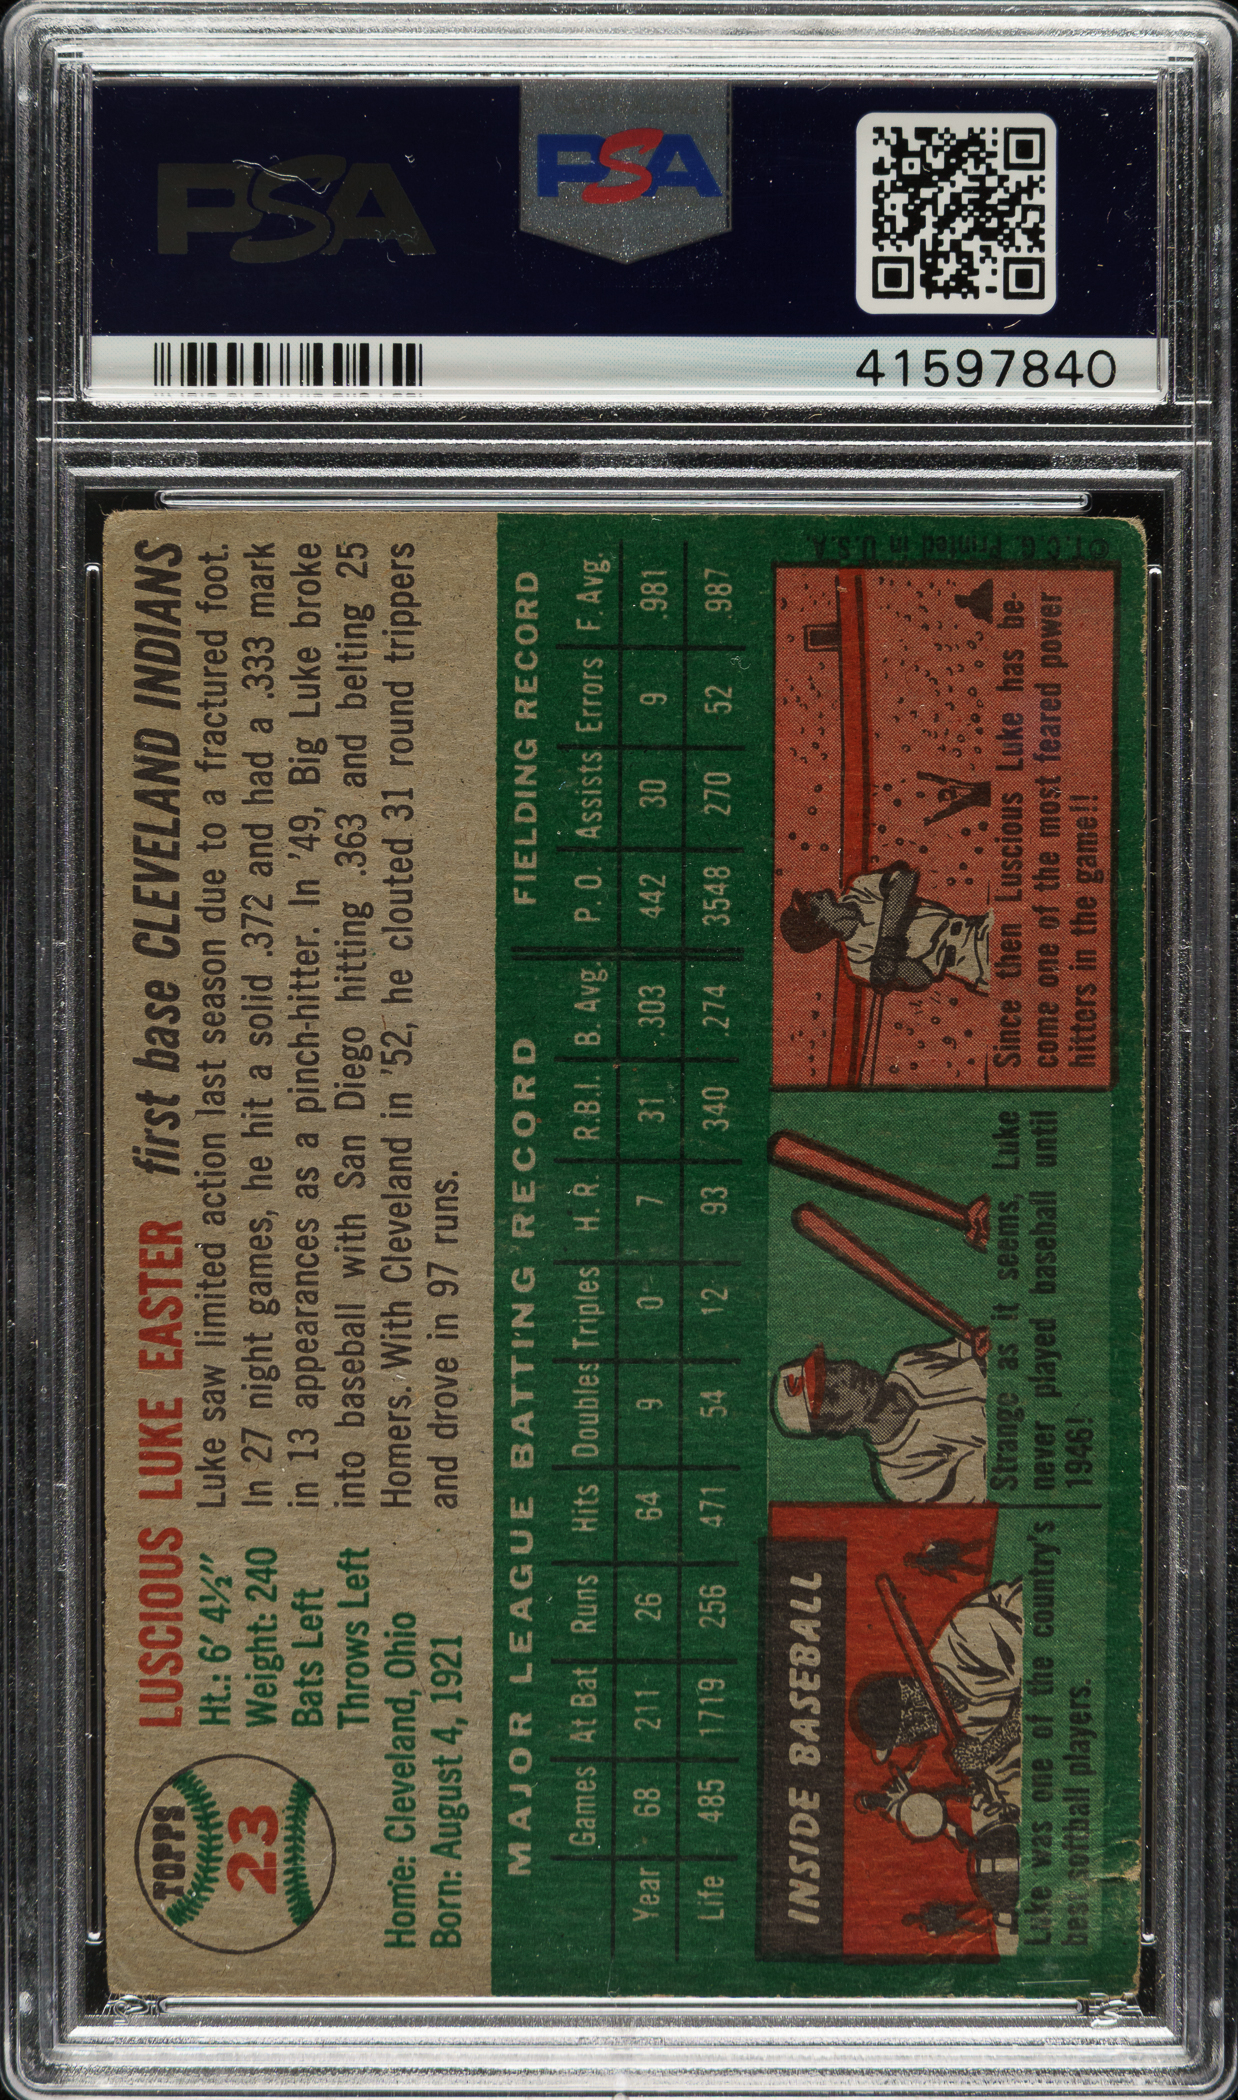 PSA
PSA
41597840
TOPPS
23
LUSCIOUS LUKE EASTER first base CLEVELAND INDIANS
Ht.: 6' 4½"
Weight: 240
Bats Left
Throws Left
Home: Cleveland, Ohio
Born: August 4, 1921
Luke saw limited action last season due to a fractured foot.
In 27 night games, he hit a solid .372 and had a .333 mark
in 13 appearances as a pinch-hitter. In '49, Big Luke broke
into baseball with San Diego hitting .363 and belting 25
Homers. With Cleveland in '52, he clouted 31 round trippers
and drove in 97 runs.
MAJOR LEAGUE BATTING RECORD FIELDING RECORD
Games At Bat Runs Hits Doubles Triples H. R. R.B.I. B. Avg. P. O. Assists Errors F. Avg.
Year 68 211 26 64 9 0 7 31 .303 442 30 9 .981
Life 485 1719 256 471 54 12 93 340 .274 3548 270 52 .987
INSIDE BASEBALL
Luke was one of the country's
best softball players.
Strange as it seems, Luke
never played baseball until
1946!
Since then Luscious Luke has be-
come one of the most feared power
hittors in the game!!
©T.C.G. Printed in U.S.A.